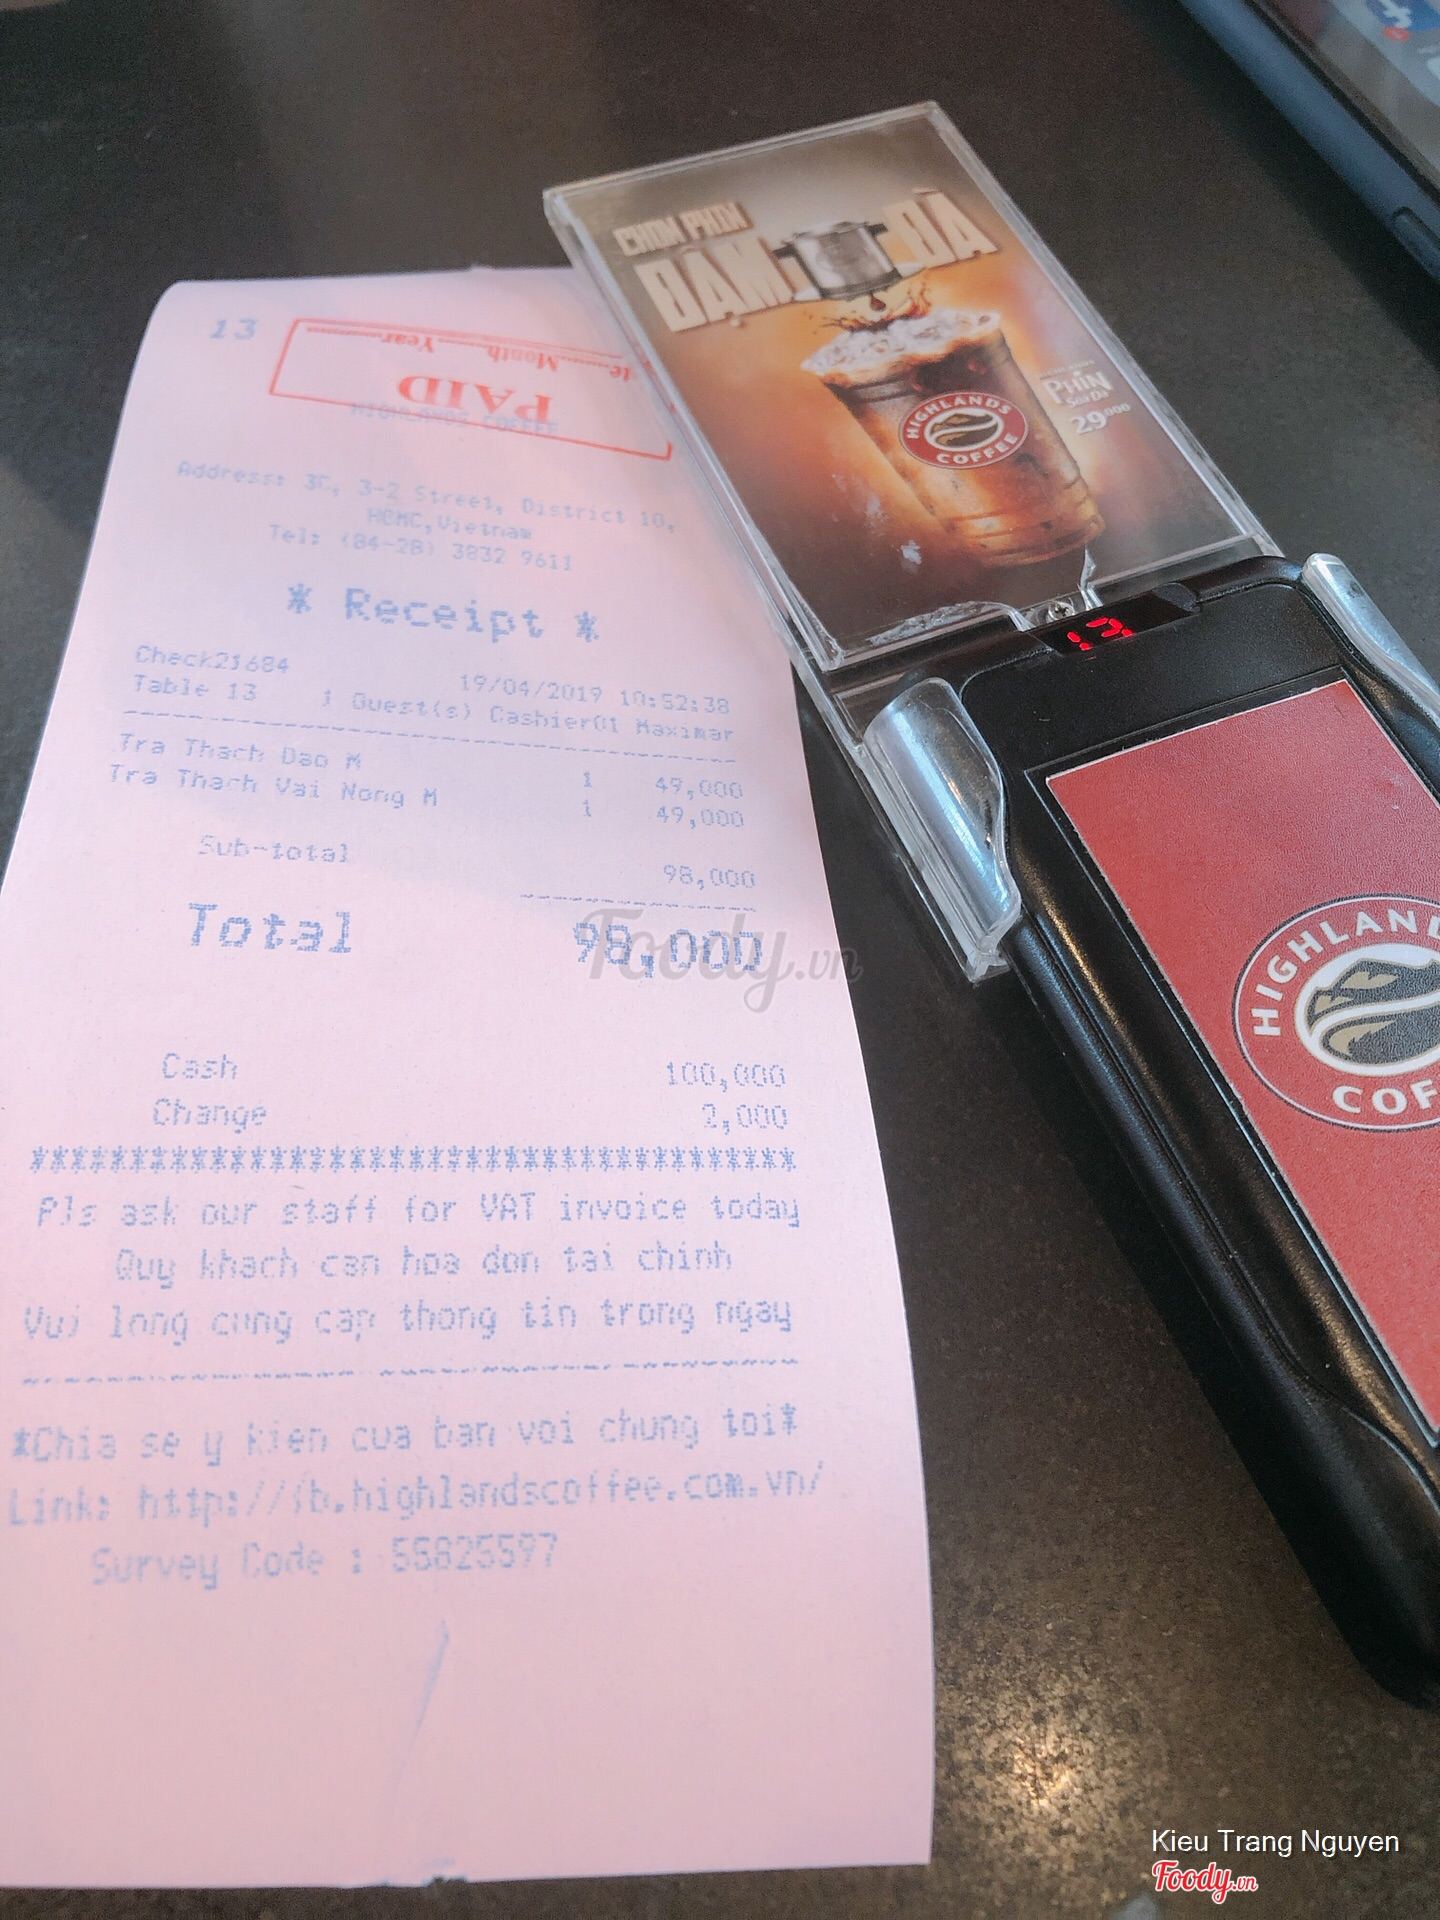 13
Month Year
PAID
HIGHLANDS COFFEE
Address: 3C, 3-2 Street, District 10,
HCMC,Vietnam
Tel: (84-28) 3832 9611
* Receipt *
Check21684 19/04/2019 10:52:38
Table 13 1 Guest(s) Cashier01 Maximar
Tra Thach Dao M 1 49,000
Tra Thach Vai Nong M 1 49,000
Sub-total 98,000
Total 98,000
Cash 100,000
Change 2,000
****************************************
Pls ask our staff for VAT invoice today
Quy khach can hoa don tai chinh
Vui long cung cap thong tin trong ngay
*Chia se y kien cua ban voi chung toi*
Link: http://fb.highlandscoffee.com.vn/
Survey Code : 55825597
CHỌN PHIN
ĐẬM ĐÀ
HIGHLANDS
COFFEE
PHIN
Sữa Đá
29.000
13
HIGHLAND
COF
Foody.vn
Kieu Trang Nguyen
Foody.vn